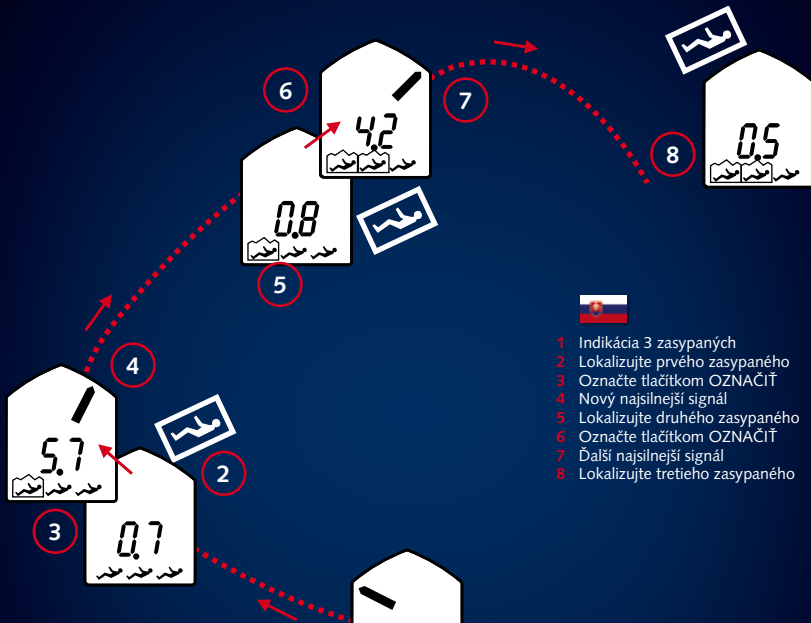 6
7
4.2
8
0.5
0.8
5
4
5.7
2
3
0.7
1 Indikácia 3 zasypaných
2 Lokalizujte prvého zasypaného
3 Označte tlačítkom OZNAČIŤ
4 Nový najsilnejší signál
5 Lokalizujte druhého zasypaného
6 Označte tlačítkom OZNAČIŤ
7 Ďalší najsilnejší signál
8 Lokalizujte tretieho zasypaného